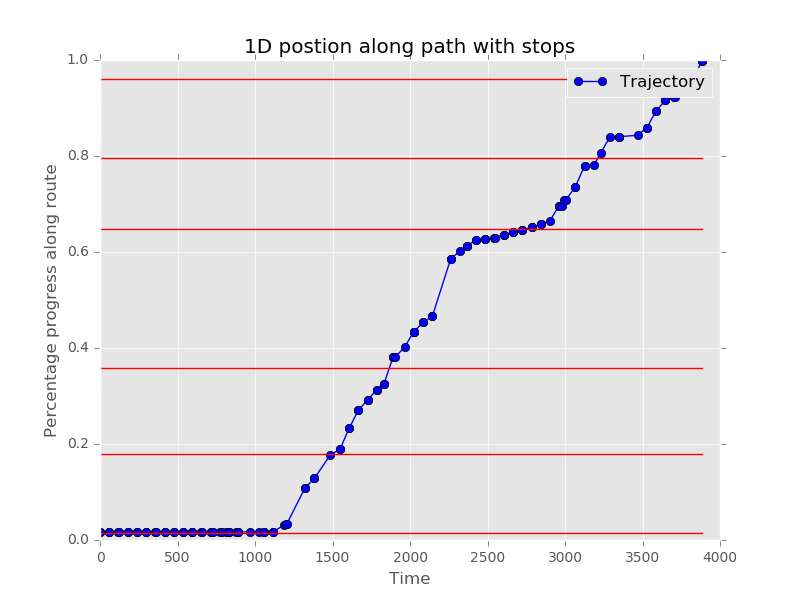 1D postion along path with stops
Trajectory
Percentage progress along route
1.0
0.8
0.6
0.4
0.2
0.0
0 500 1000 1500 2000 2500 3000 3500 4000
Time